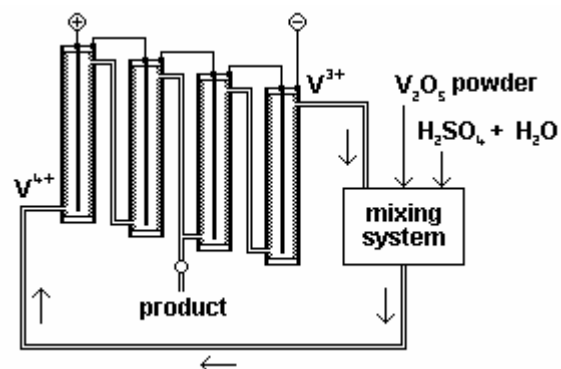 +
−
V³⁺
V₂O₅ powder
H₂SO₄ + H₂O
V⁴⁺
mixing
system
product